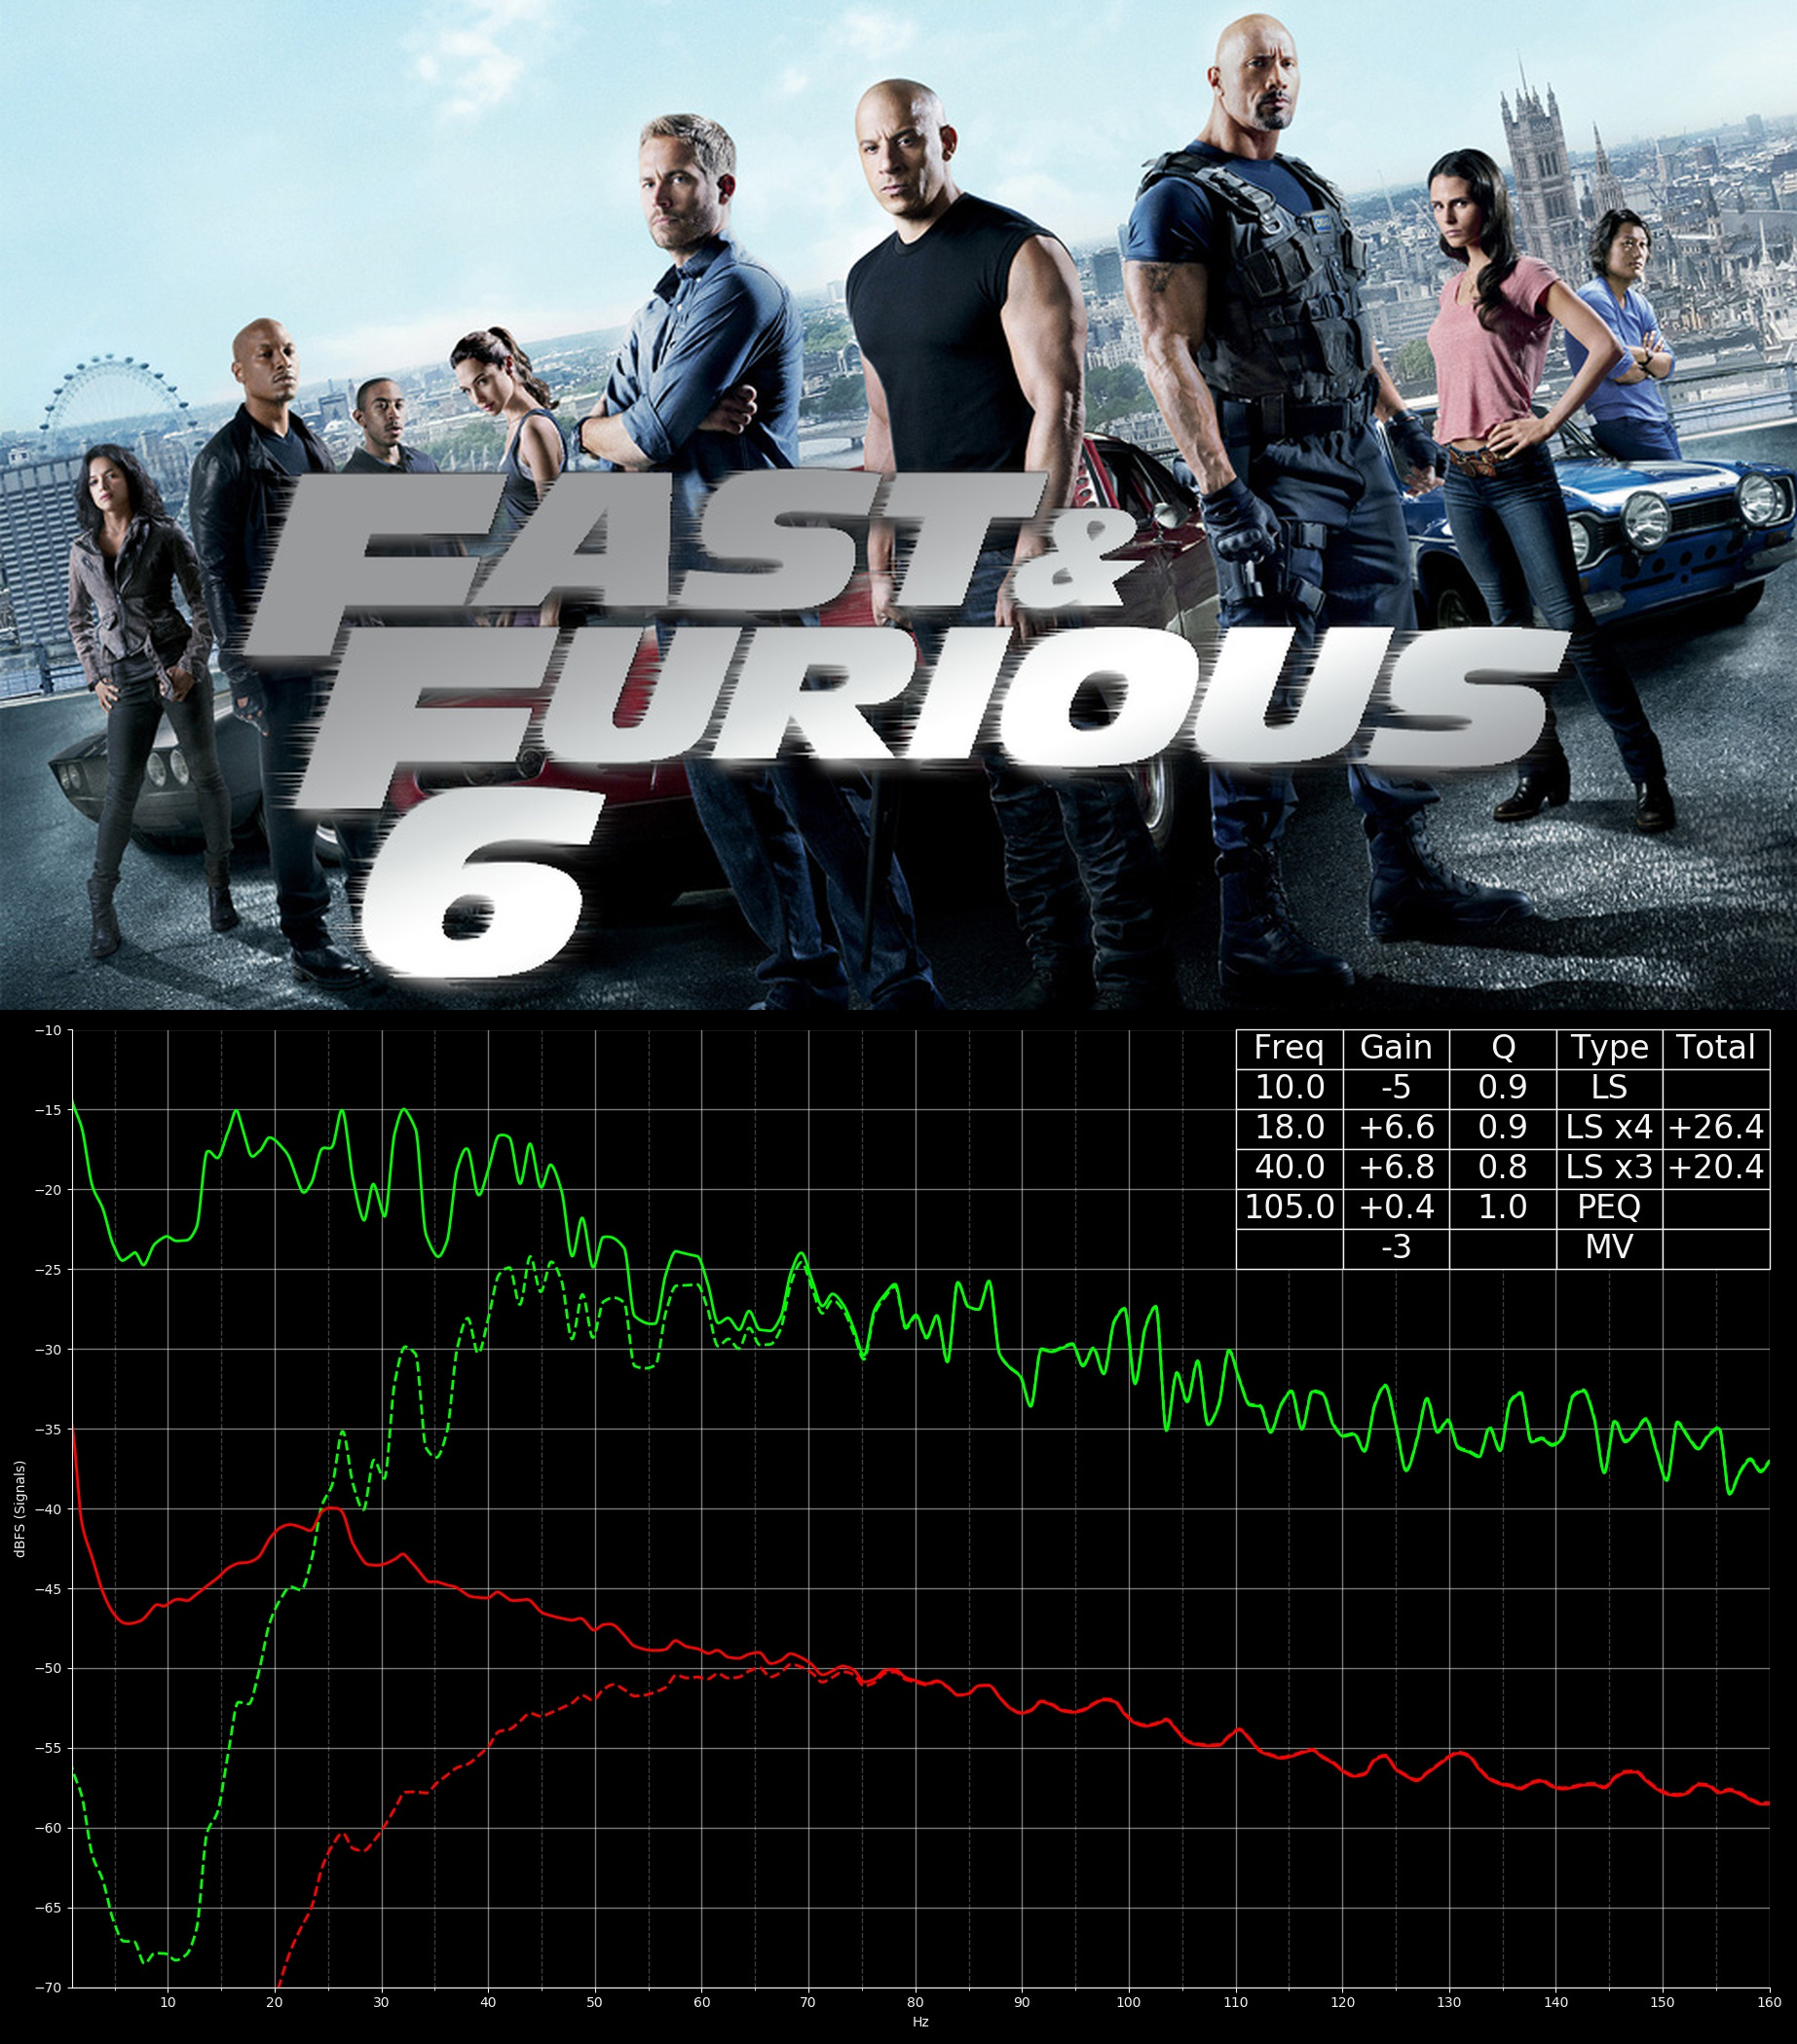 FAST &
FURIOUS
6
Freq Gain Q Type Total
10.0 -5 0.9 LS
18.0 +6.6 0.9 LS x4 +26.4
40.0 +6.8 0.8 LS x3 +20.4
105.0 +0.4 1.0 PEQ
-3 MV
dBFS (Signals)
−10
−15
−20
−25
−30
−35
−40
−45
−50
−55
−60
−65
−70
10 20 30 40 50 60 70 80 90 100 110 120 130 140 150 160
Hz